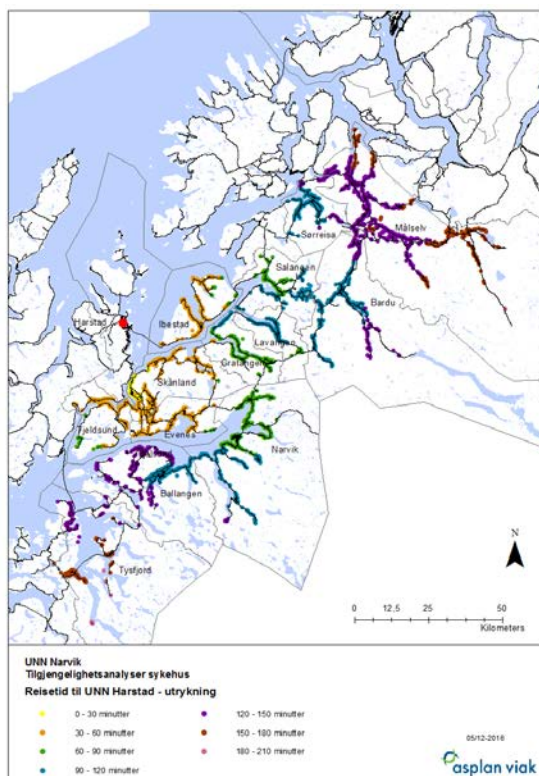 Målselv
Sørreisa
Salangen
Bardu
Harstad
Ibestad
Lavangen
Gratangen
Skånland
Tjeldsund
Evenes
Narvik
Ballangen
Tysfjord
N
0 12,5 25 50
Kilometers
UNN Narvik
Tilgjengelighetsanalyser sykehus
Reisetid til UNN Harstad - utrykning
0 - 30 minutter
30 - 60 minutter
60 - 90 minutter
90 - 120 minutter
120 - 150 minutter
150 - 180 minutter
180 - 210 minutter
05/12-2016
asplan viak